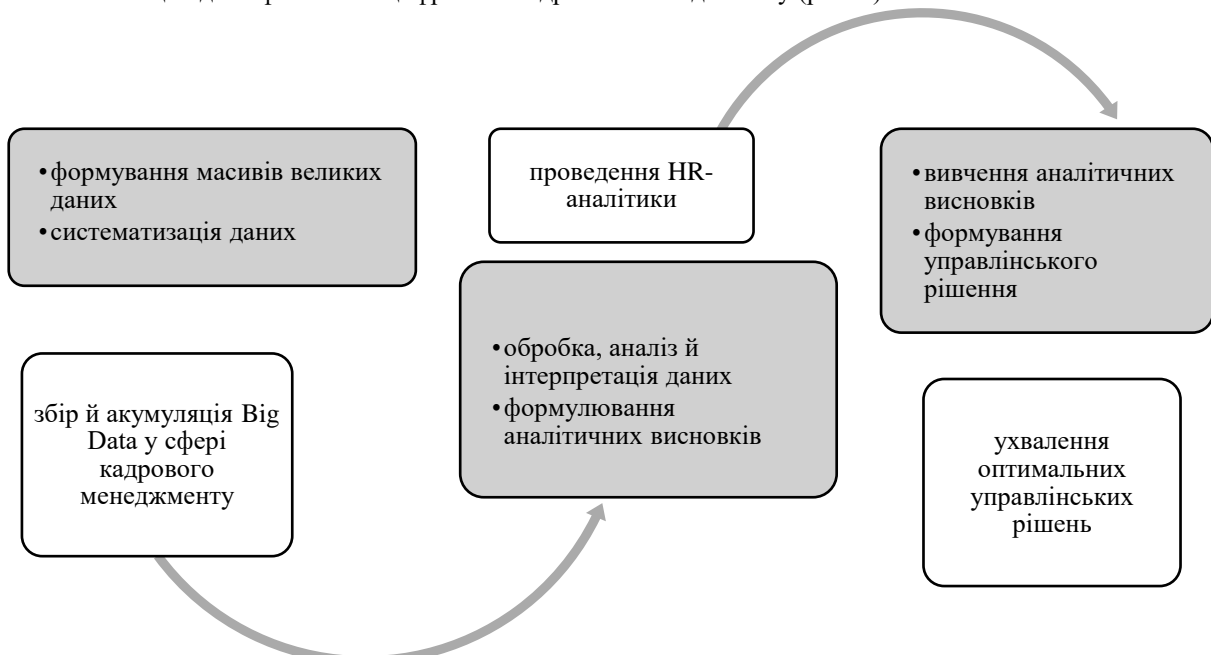 •формування масивів великих
даних
•систематизація даних
збір й акумуляція Big
Data у сфері
кадрового
менеджменту
проведення HR-
аналітики
•обробка, аналіз й
інтерпретація даних
•формулювання
аналітичних висновків
•вивчення аналітичних
висновків
•формування
управлінського
рішення
ухвалення
оптимальних
управлінських
рішень